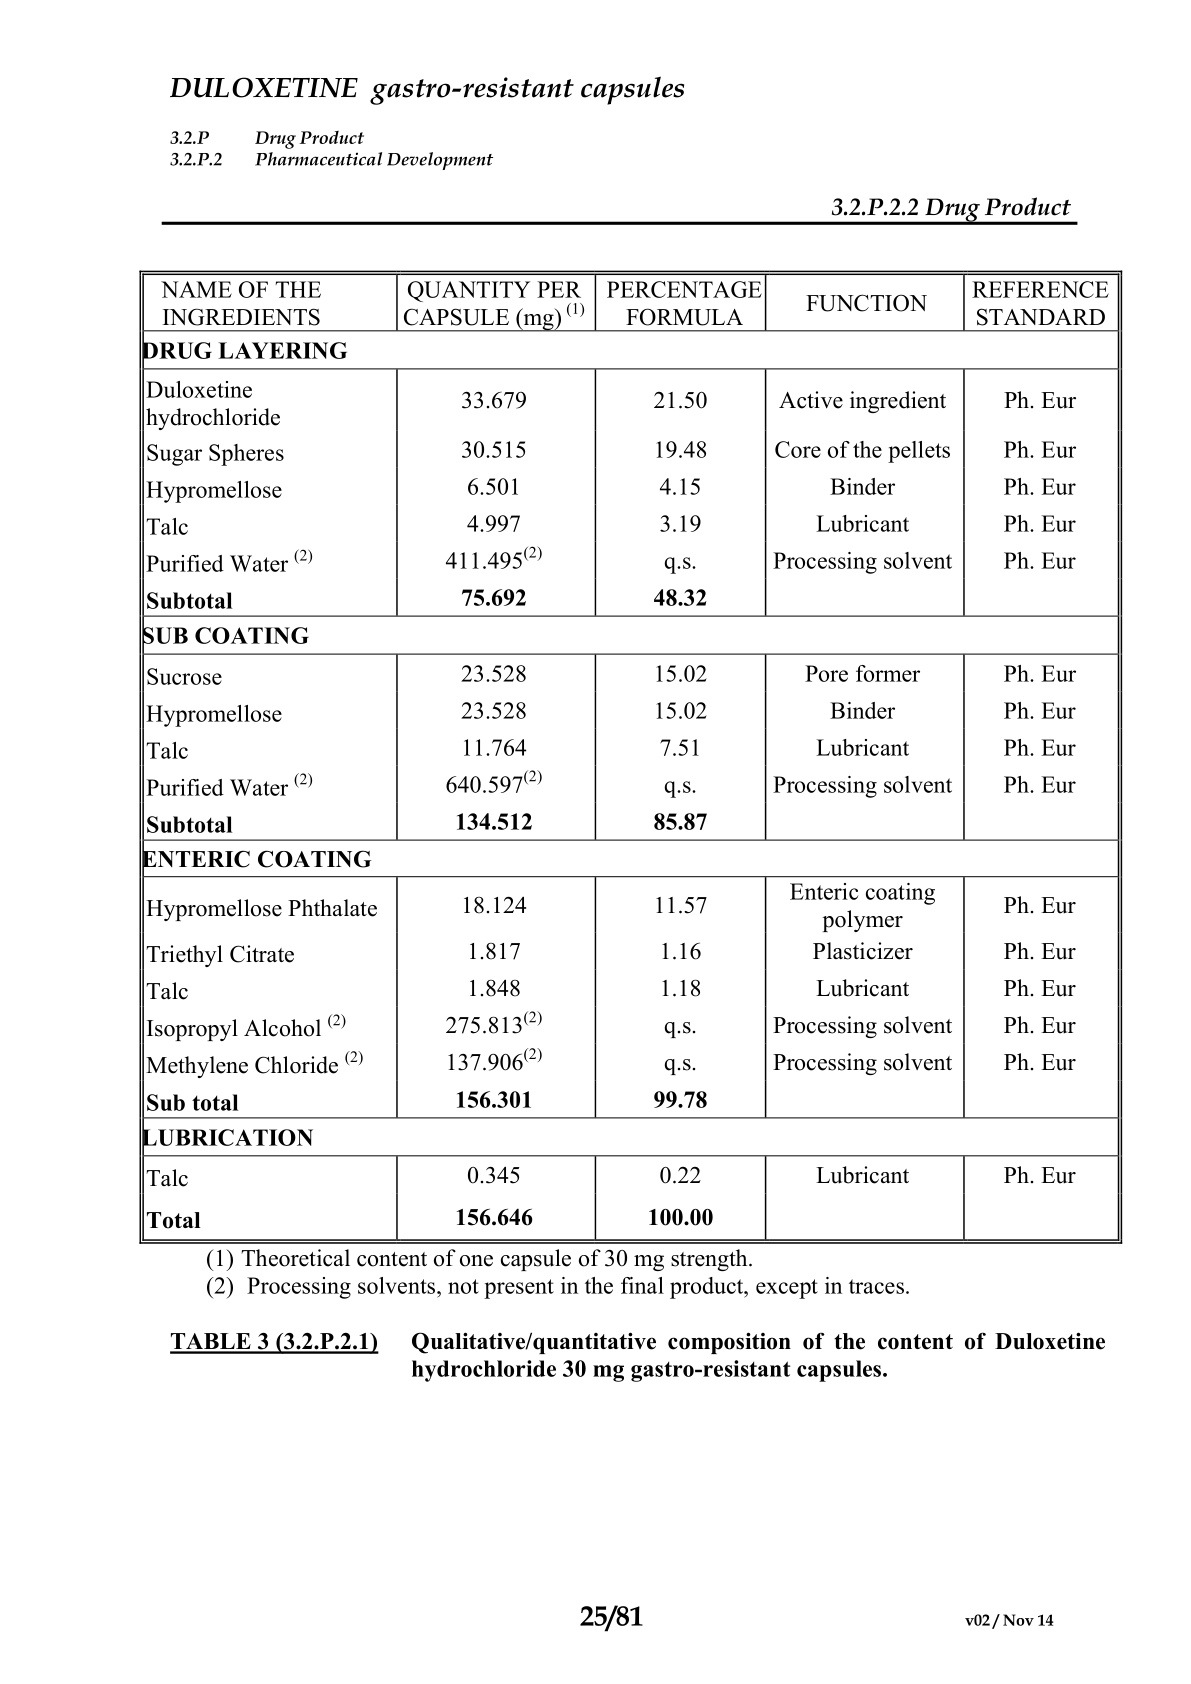 DULOXETINE gastro-resistant capsules
3.2.P Drug Product
3.2.P.2 Pharmaceutical Development
3.2.P.2.2 Drug Product
NAME OF THE INGREDIENTS QUANTITY PER CAPSULE (mg) (1) PERCENTAGE FORMULA FUNCTION REFERENCE STANDARD
DRUG LAYERING
Duloxetine hydrochloride 33.679 21.50 Active ingredient Ph. Eur
Sugar Spheres 30.515 19.48 Core of the pellets Ph. Eur
Hypromellose 6.501 4.15 Binder Ph. Eur
Talc 4.997 3.19 Lubricant Ph. Eur
Purified Water (2) 411.495(2) q.s. Processing solvent Ph. Eur
Subtotal 75.692 48.32
SUB COATING
Sucrose 23.528 15.02 Pore former Ph. Eur
Hypromellose 23.528 15.02 Binder Ph. Eur
Talc 11.764 7.51 Lubricant Ph. Eur
Purified Water (2) 640.597(2) q.s. Processing solvent Ph. Eur
Subtotal 134.512 85.87
ENTERIC COATING
Hypromellose Phthalate 18.124 11.57 Enteric coating polymer Ph. Eur
Triethyl Citrate 1.817 1.16 Plasticizer Ph. Eur
Talc 1.848 1.18 Lubricant Ph. Eur
Isopropyl Alcohol (2) 275.813(2) q.s. Processing solvent Ph. Eur
Methylene Chloride (2) 137.906(2) q.s. Processing solvent Ph. Eur
Sub total 156.301 99.78
LUBRICATION
Talc 0.345 0.22 Lubricant Ph. Eur
Total 156.646 100.00
(1) Theoretical content of one capsule of 30 mg strength.
(2) Processing solvents, not present in the final product, except in traces.
TABLE 3 (3.2.P.2.1) Qualitative/quantitative composition of the content of Duloxetine
hydrochloride 30 mg gastro-resistant capsules.
25/81 v02 / Nov 14